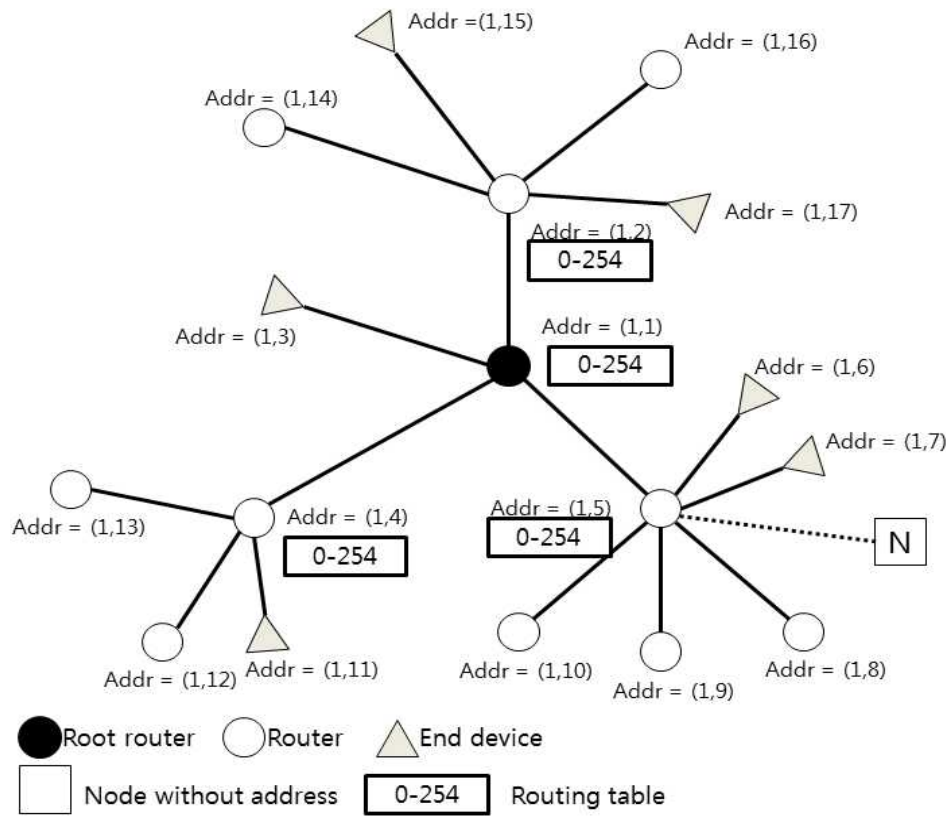 Addr =(1,15)
Addr = (1,16)
Addr = (1,14)
Addr = (1,17)
Addr = (1,2)
0-254
Addr = (1,1)
Addr = (1,3)
0-254
Addr = (1,6)
Addr = (1,7)
Addr = (1,5)
Addr = (1,4)
Addr = (1,13)
0-254
N
0-254
Addr = (1,10)
Addr = (1,8)
Addr = (1,11)
Addr = (1,12)
Addr = (1,9)
Root router
Router
End device
Node without address
0-254
Routing table